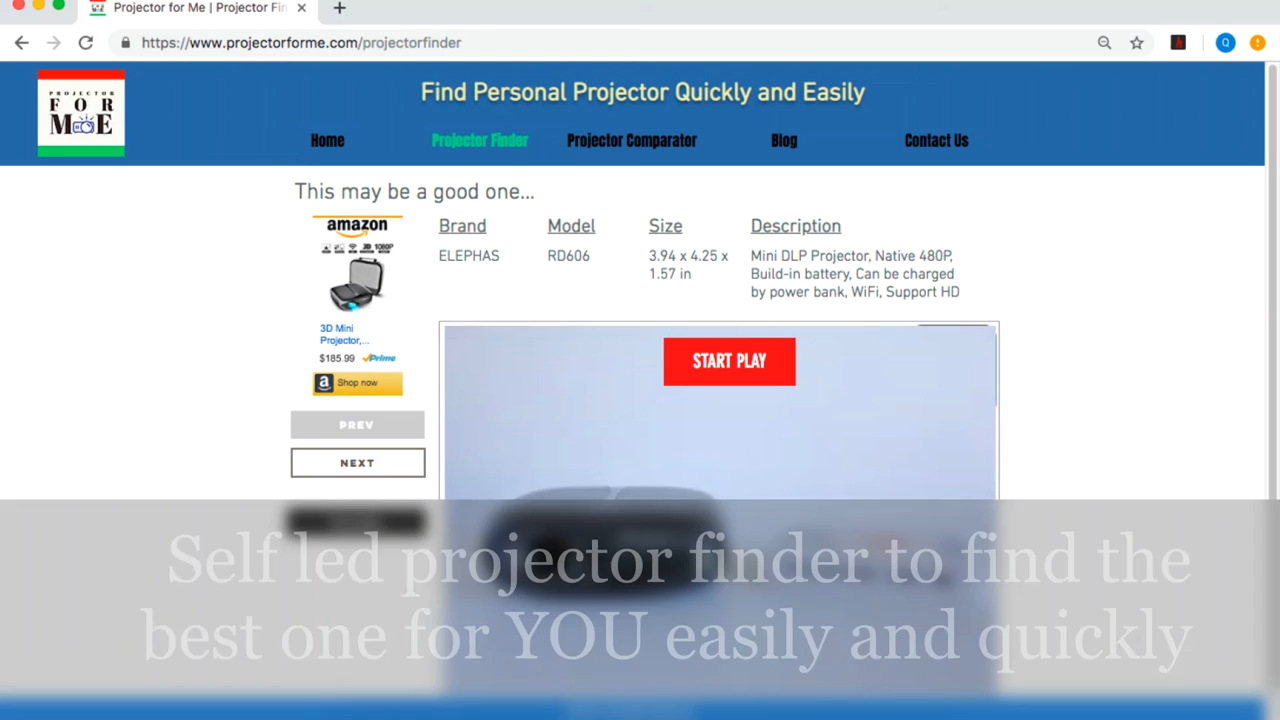 Projector for Me | Projector Fin
https://www.projectorforme.com/projectorfinder
Q
PROJECTOR
FOR
ME
Find Personal Projector Quickly and Easily
Home
Projector Finder
Projector Comparator
Blog
Contact Us
This may be a good one...
amazon
1080P
3D Mini
Projector,...
$185.99 Prime
a Shop now
PREV
NEXT
Brand
Model
Size
Description
ELEPHAS
RD606
3.94 x 4.25 x
1.57 in
Mini DLP Projector, Native 480P,
Build-in battery, Can be charged
by power bank, WiFi, Support HD
START PLAY
Self led projector finder to find the
best one for YOU easily and quickly